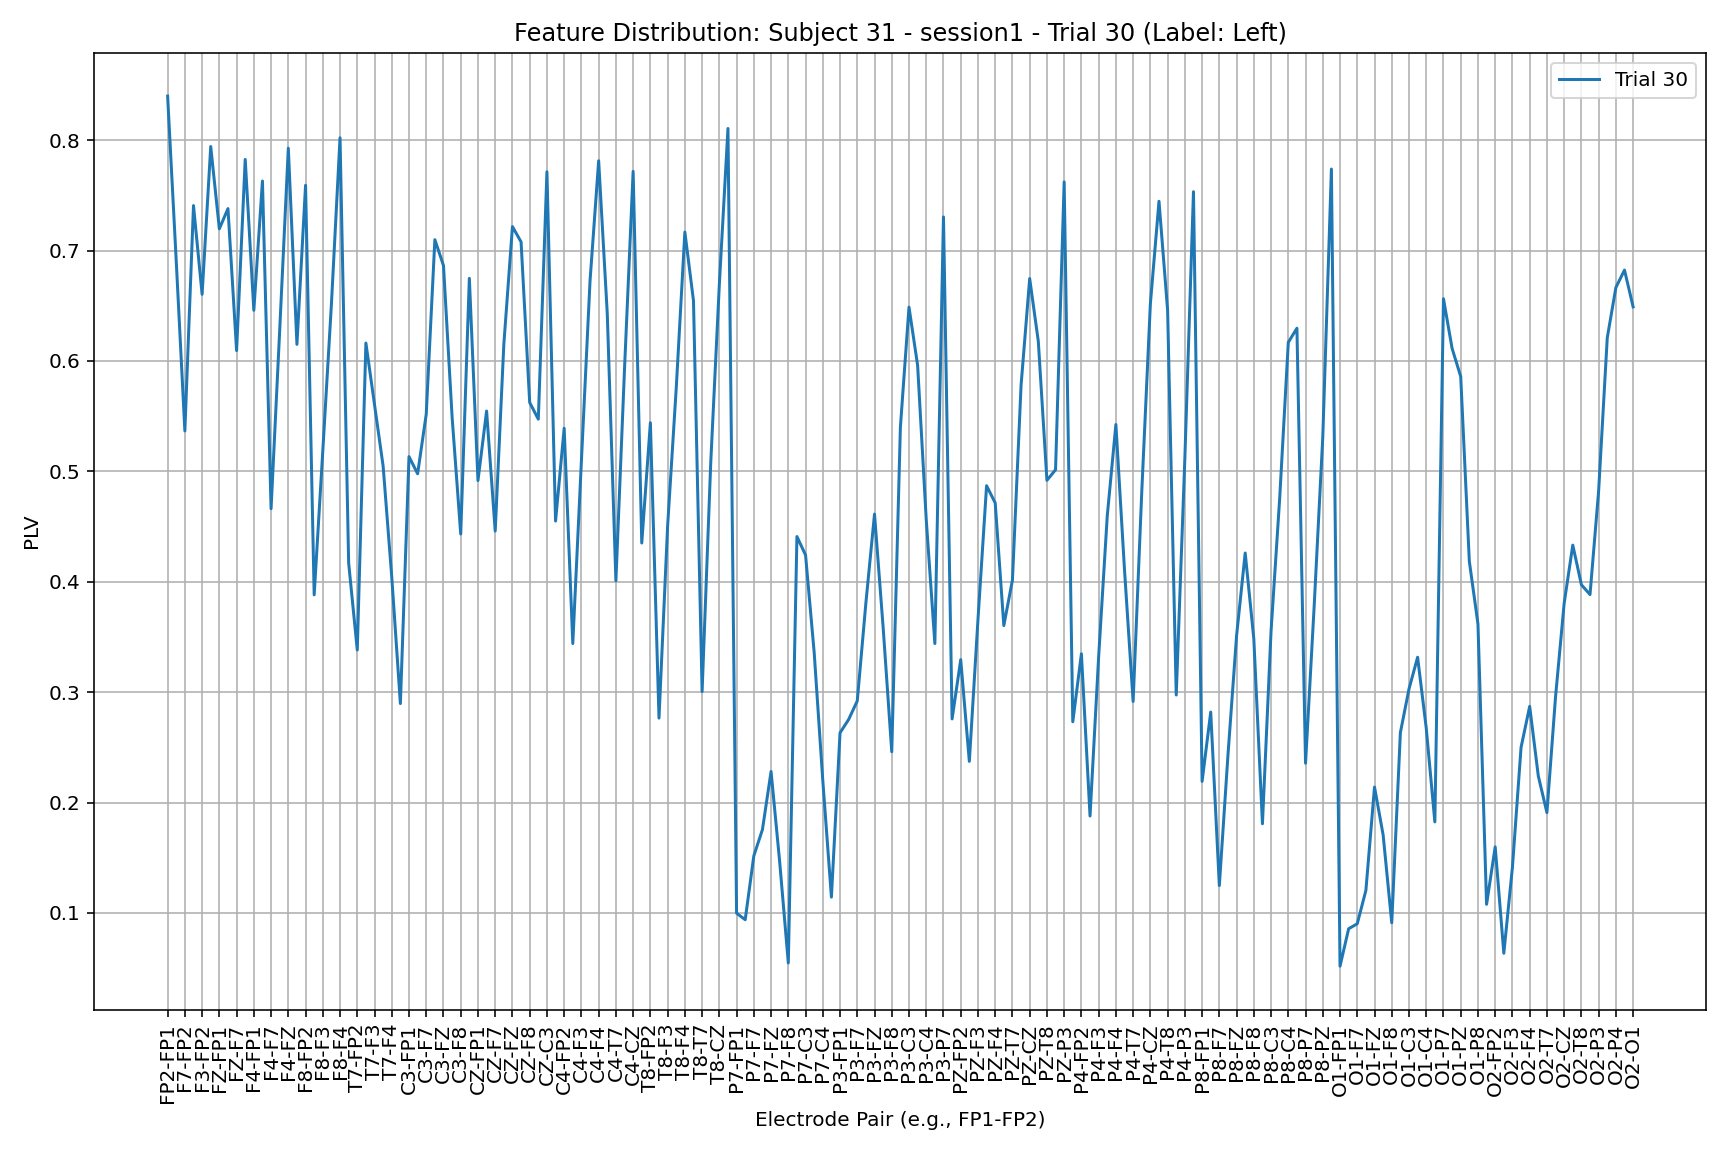 Feature Distribution: Subject 31 - session1 - Trial 30 (Label: Left)
Trial 30
PLV
0.8
0.7
0.6
0.5
0.4
0.3
0.2
0.1
FP2-FP1
F7-FP2
F3-FP2
FZ-FP1
FZ-F7
F4-FP1
F4-F7
F4-FZ
F8-FP2
F8-F3
F8-F4
T7-FP2
T7-F3
T7-F4
C3-FP1
C3-F7
C3-FZ
C3-F8
CZ-FP1
CZ-F7
CZ-FZ
CZ-F8
CZ-C3
C4-FP2
C4-F3
C4-F4
C4-T7
C4-CZ
T8-FP2
T8-F3
T8-F4
T8-T7
T8-CZ
P7-FP1
P7-F7
P7-FZ
P7-F8
P7-C3
P7-C4
P3-FP1
P3-F7
P3-FZ
P3-F8
P3-C3
P3-C4
P3-P7
PZ-FP2
PZ-F3
PZ-F4
PZ-T7
PZ-CZ
PZ-T8
PZ-P3
P4-FP2
P4-F3
P4-F4
P4-T7
P4-CZ
P4-T8
P4-P3
P8-FP1
P8-F7
P8-FZ
P8-F8
P8-C3
P8-C4
P8-P7
P8-PZ
O1-FP1
O1-F7
O1-FZ
O1-F8
O1-C3
O1-C4
O1-P7
O1-PZ
O1-P8
O2-FP2
O2-F3
O2-F4
O2-T7
O2-CZ
O2-T8
O2-P3
O2-P4
O2-O1
Electrode Pair (e.g., FP1-FP2)